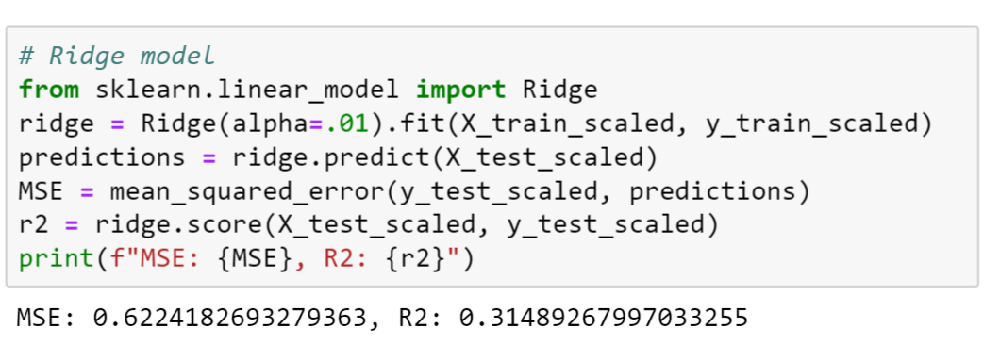 # Ridge model
from sklearn.linear_model import Ridge
ridge = Ridge(alpha=.01).fit(X_train_scaled, y_train_scaled)
predictions = ridge.predict(X_test_scaled)
MSE = mean_squared_error(y_test_scaled, predictions)
r2 = ridge.score(X_test_scaled, y_test_scaled)
print(f"MSE: {MSE}, R2: {r2}")
MSE: 0.6224182693279363, R2: 0.31489267997033255